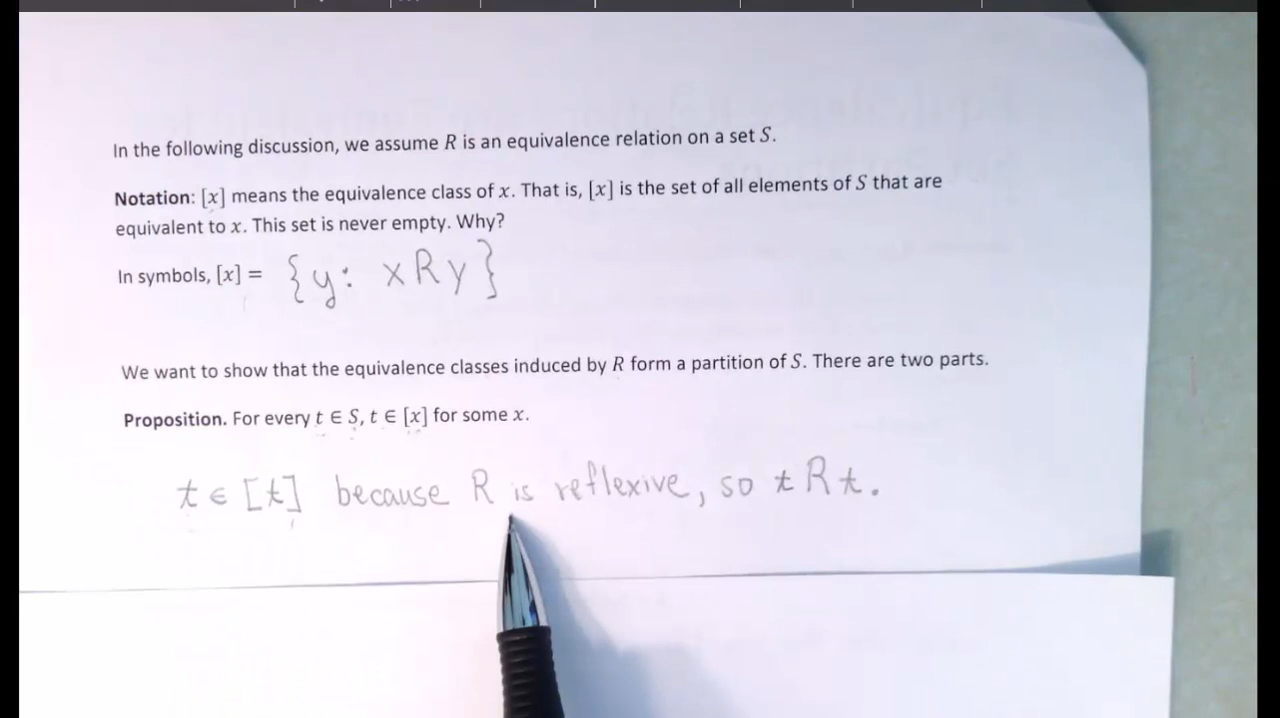 In the following discussion, we assume R is an equivalence relation on a set S.
Notation: [x] means the equivalence class of x. That is, [x] is the set of all elements of S that are
equivalent to x. This set is never empty. Why?
In symbols, [x] = {y: xRy}
We want to show that the equivalence classes induced by R form a partition of S. There are two parts.
Proposition. For every t ∈ S, t ∈ [x] for some x.
t ∈ [t] because R is reflexive, so tRt.